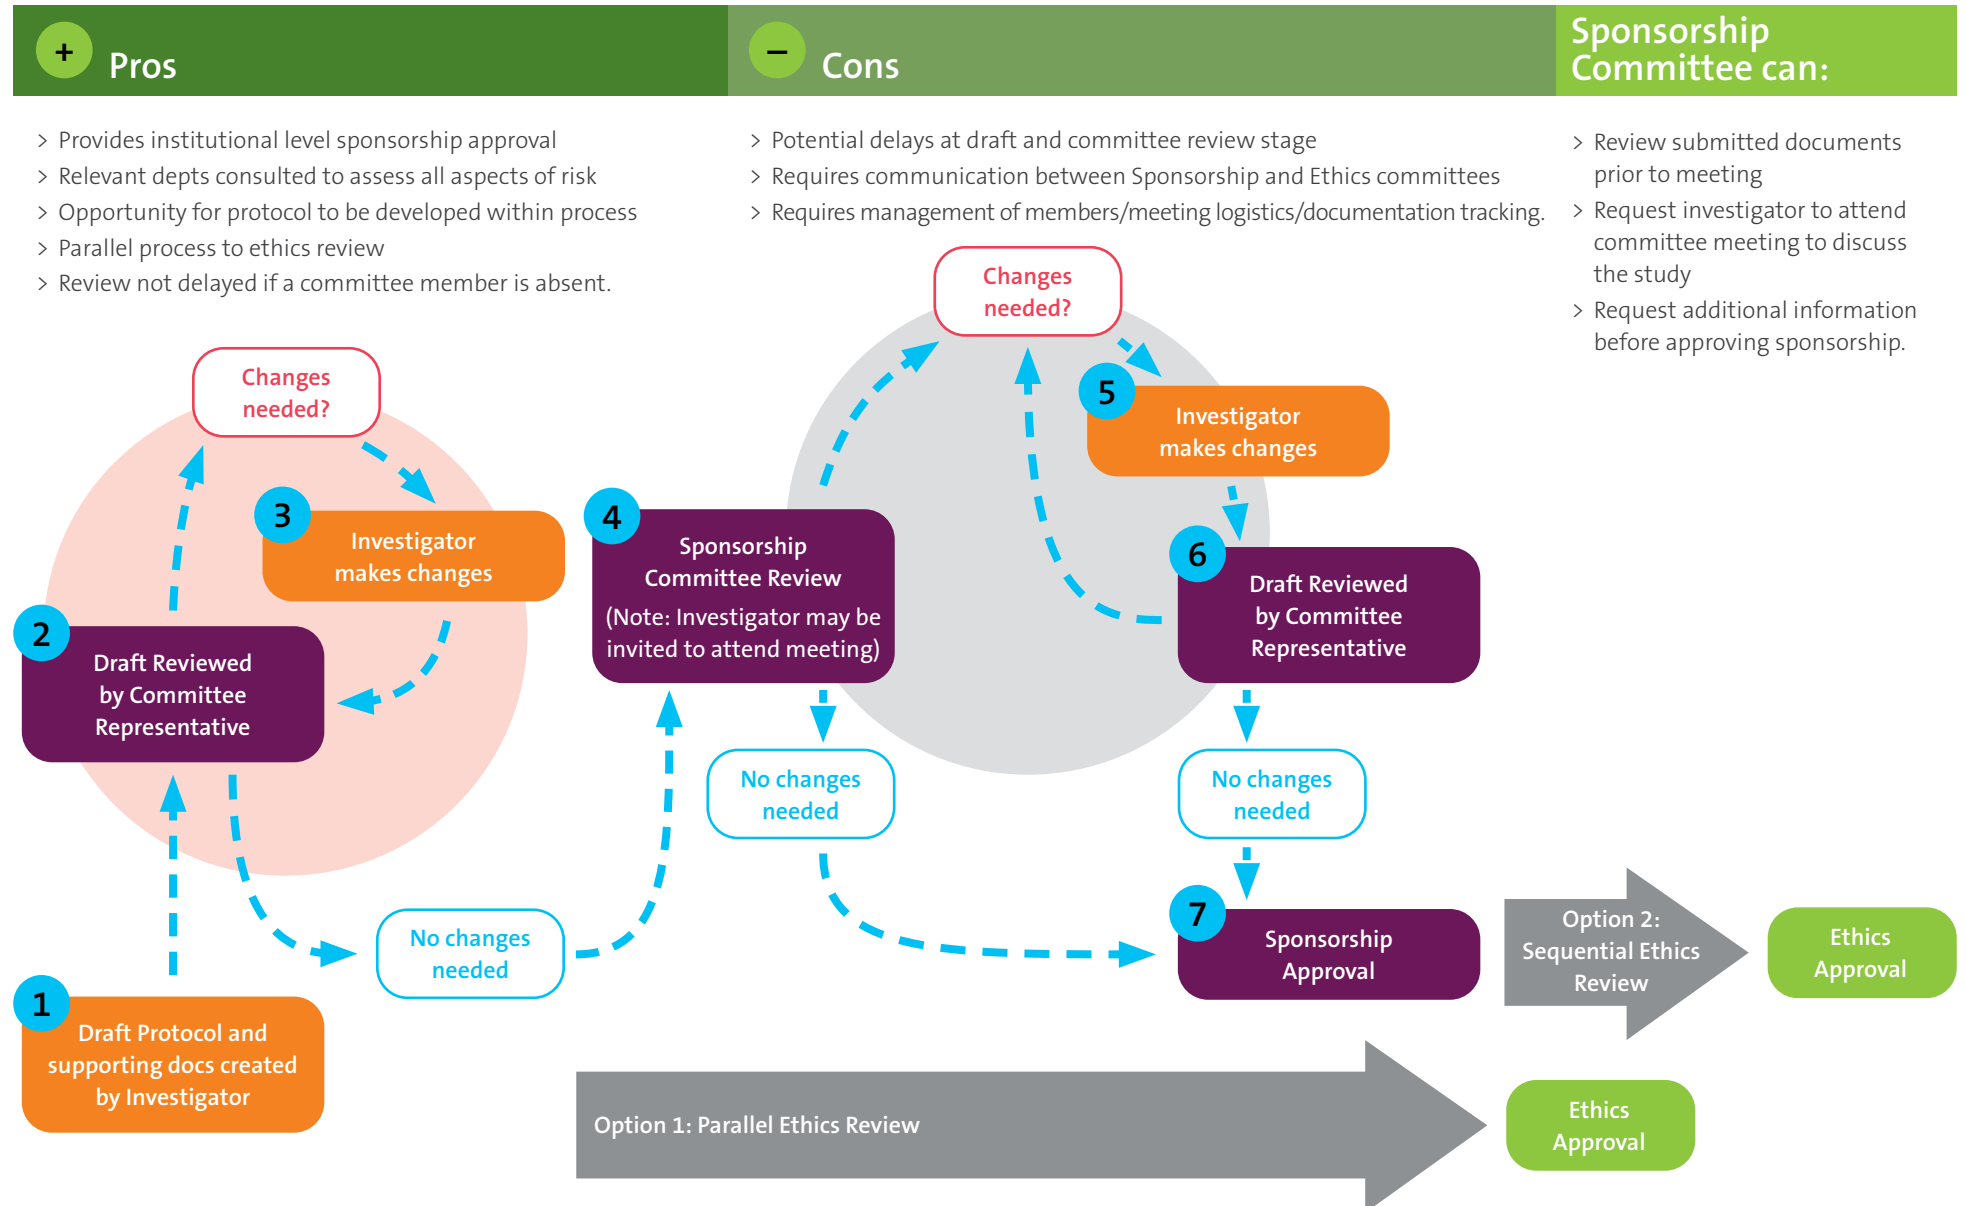 +
Pros
> Provides institutional level sponsorship approval
> Relevant depts consulted to assess all aspects of risk
> Opportunity for protocol to be developed within process
> Parallel process to ethics review
> Review not delayed if a committee member is absent.
–
Cons
> Potential delays at draft and committee review stage
> Requires communication between Sponsorship and Ethics committees
> Requires management of members/meeting logistics/documentation tracking.
Sponsorship
Committee can:
> Review submitted documents
prior to meeting
> Request investigator to attend
committee meeting to discuss
the study
> Request additional information
before approving sponsorship.
1
Draft Protocol and
supporting docs created
by Investigator
2
Draft Reviewed
by Committee
Representative
Changes
needed?
3
Investigator
makes changes
No changes
needed
4
Sponsorship
Committee Review
(Note: Investigator may be
invited to attend meeting)
Changes
needed?
5
Investigator
makes changes
6
Draft Reviewed
by Committee
Representative
No changes
needed
No changes
needed
7
Sponsorship
Approval
Option 2:
Sequential Ethics
Review
Ethics
Approval
Option 1: Parallel Ethics Review
Ethics
Approval